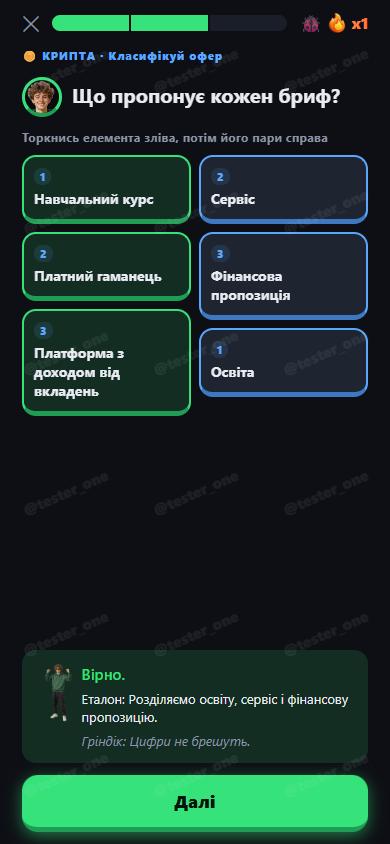 x1
КРИПТА · Класифікуй офер
Що пропонує кожен бриф?
Торкнись елемента зліва, потім його пари справа
1
Навчальний курс
2
Сервіс
2
Платний гаманець
3
Фінансова
пропозиція
3
Платформа з
доходом від
вкладень
1
Освіта
Вірно.
Еталон: Розділяємо освіту, сервіс і фінансову
пропозицію.
Гріндік: Цифри не брешуть.
Далі
@tester_one